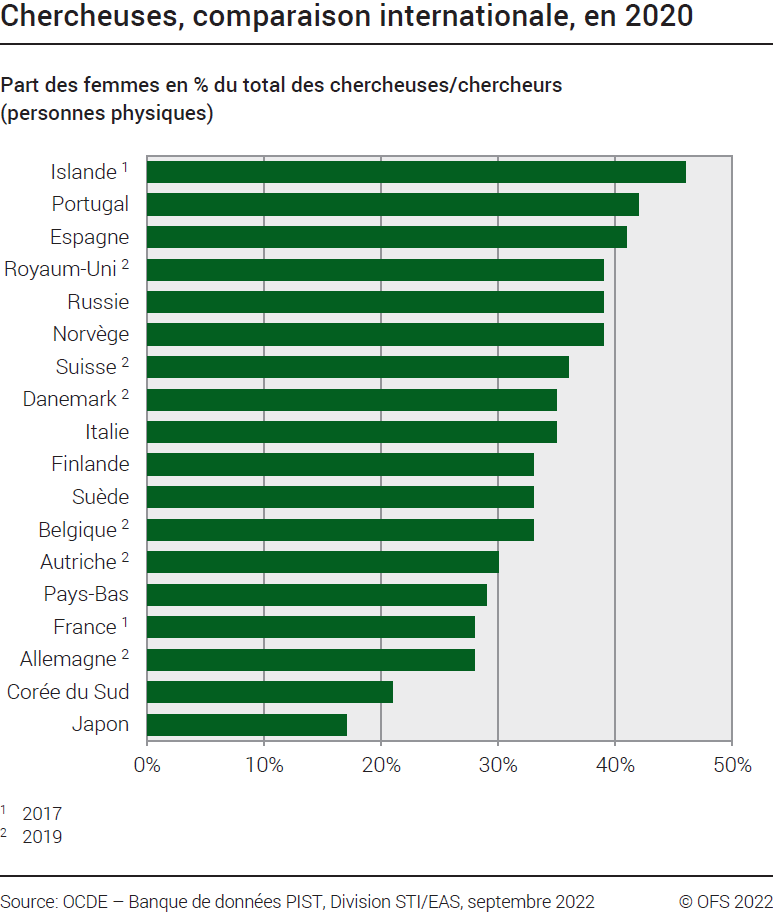 Chercheuses, comparaison internationale, en 2020
Part des femmes en % du total des chercheuses/chercheurs
(personnes physiques)
Islande ¹
Portugal
Espagne
Royaum-Uni ²
Russie
Norvège
Suisse ²
Danemark ²
Italie
Finlande
Suède
Belgique ²
Autriche ²
Pays-Bas
France ¹
Allemagne ²
Corée du Sud
Japon
0% 10% 20% 30% 40% 50%
¹ 2017
² 2019
Source: OCDE – Banque de données PIST, Division STI/EAS, septembre 2022 © OFS 2022